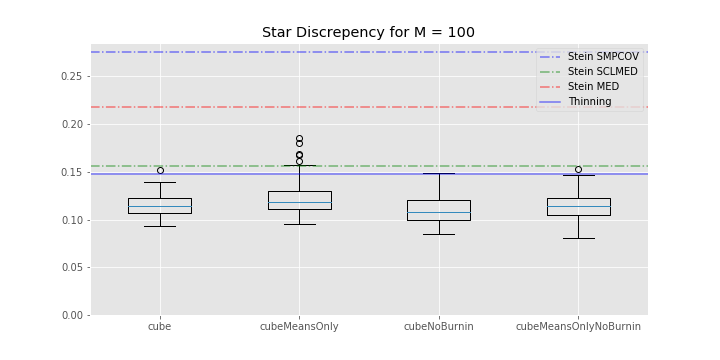 Star Discrepency for M = 100
Stein SMPCOV
Stein SCLMED
Stein MED
Thinning
0.25
0.20
0.15
0.10
0.05
0.00
cube
cubeMeansOnly
cubeNoBurnin
cubeMeansOnlyNoBurnin